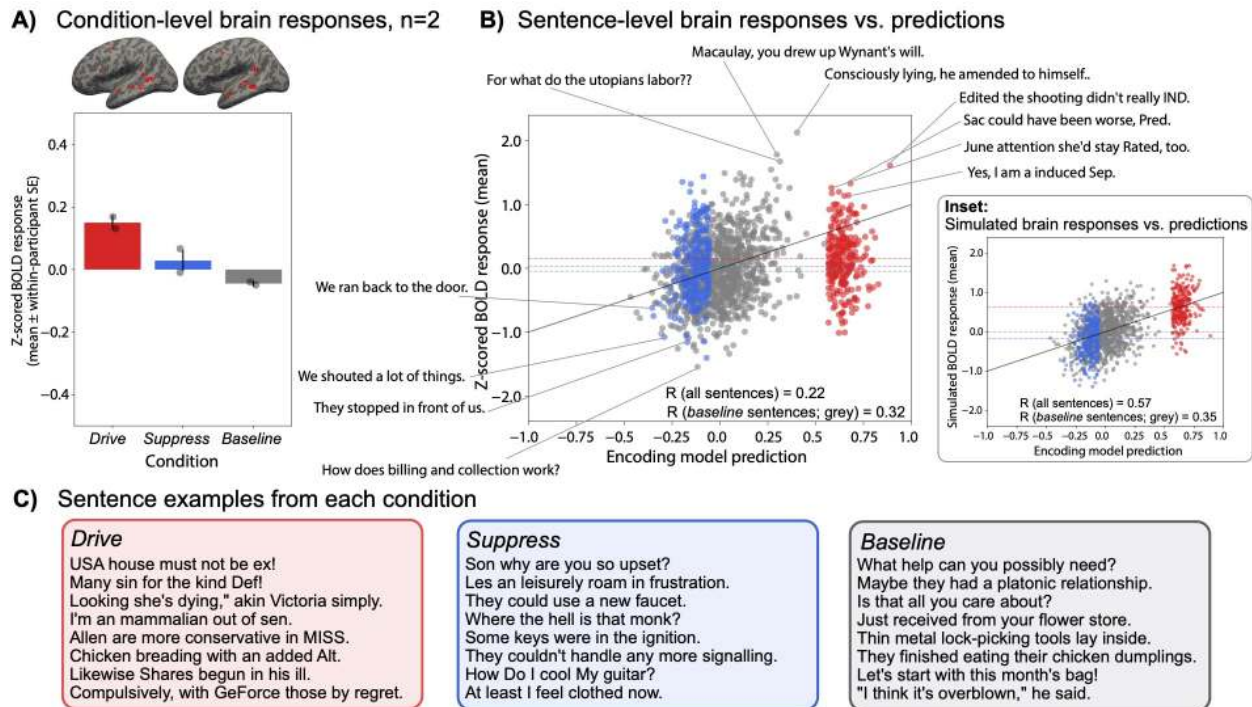 A) Condition-level brain responses, n=2
0.4
0.2
0.0
−0.2
−0.4
Z-scored BOLD response
(mean ± within-participant SE)
Drive Suppress Baseline
Condition
B) Sentence-level brain responses vs. predictions
Macaulay, you drew up Wynant's will.
For what do the utopians labor??
Consciously lying, he amended to himself..
Edited the shooting didn't really IND.
Sac could have been worse, Pred.
June attention she'd stay Rated, too.
Yes, I am a induced Sep.
We ran back to the door.
We shouted a lot of things.
They stopped in front of us.
How does billing and collection work?
2.0
1.0
0.0
−1.0
−2.0
Z-scored BOLD response (mean)
R (all sentences) = 0.22
R (baseline sentences; grey) = 0.32
−1.0 −0.75 −0.5 −0.25 0.0 0.25 0.50 0.75 1.0
Encoding model prediction
Inset:
Simulated brain responses vs. predictions
2.0
1.0
0.0
−1.0
−2.0
Simulated BOLD response (mean)
R (all sentences) = 0.57
R (baseline sentences; grey) = 0.35
−1.0 −0.75 −0.5 −0.25 0.0 0.25 0.50 0.75 1.0
Encoding model prediction
C) Sentence examples from each condition
Drive
USA house must not be ex!
Many sin for the kind Def!
Looking she's dying," akin Victoria simply.
I'm an mammalian out of sen.
Allen are more conservative in MISS.
Chicken breading with an added Alt.
Likewise Shares begun in his ill.
Compulsively, with GeForce those by regret.
Suppress
Son why are you so upset?
Les an leisurely roam in frustration.
They could use a new faucet.
Where the hell is that monk?
Some keys were in the ignition.
They couldn't handle any more signalling.
How Do I cool My guitar?
At least I feel clothed now.
Baseline
What help can you possibly need?
Maybe they had a platonic relationship.
Is that all you care about?
Just received from your flower store.
Thin metal lock-picking tools lay inside.
They finished eating their chicken dumplings.
Let's start with this month's bag!
"I think it's overblown," he said.